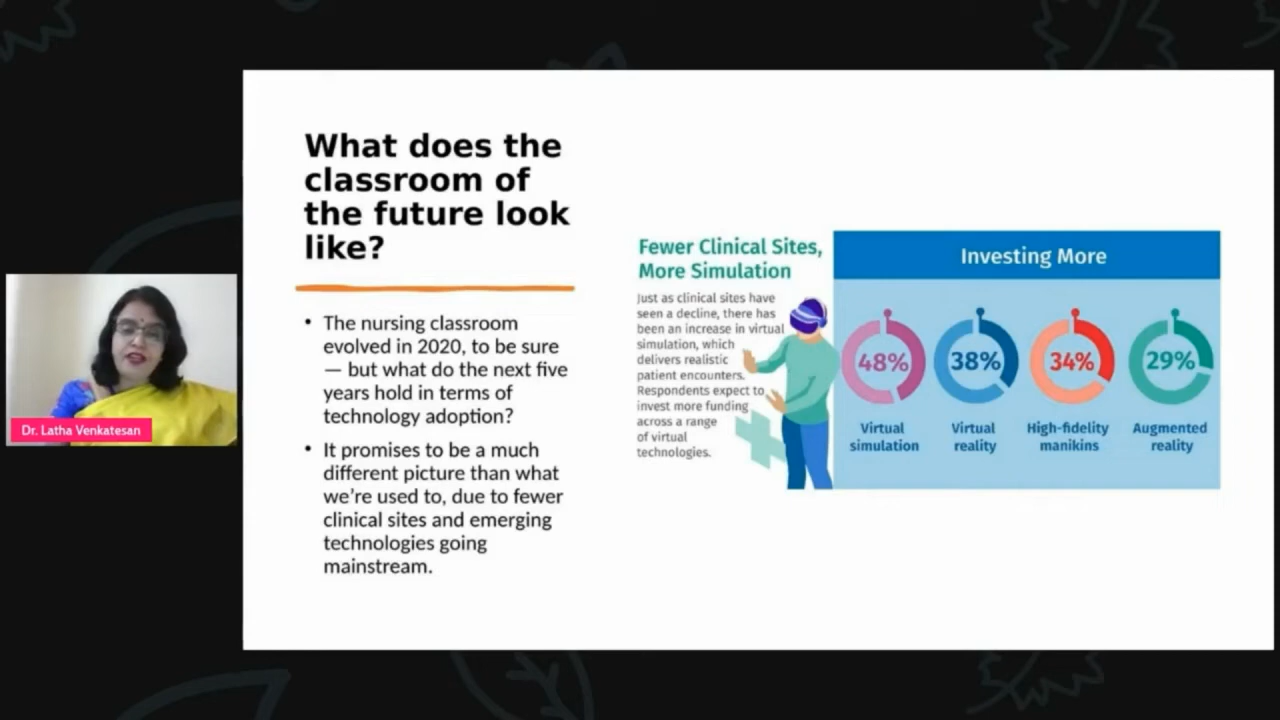 What does the
classroom of
the future look
like?
• The nursing classroom
evolved in 2020, to be sure
— but what do the next five
years hold in terms of
technology adoption?
• It promises to be a much
different picture than what
we’re used to, due to fewer
clinical sites and emerging
technologies going
mainstream.
Fewer Clinical Sites,
More Simulation
Just as clinical sites have
seen a decline, there has
been an increase in virtual
simulation, which
delivers realistic
patient encounters.
Respondents expect to
invest more funding
across a range
of virtual
technologies.
Investing More
48% 38% 34% 29%
Virtual simulation
Virtual reality
High-fidelity manikins
Augmented reality
Dr. Latha Venkatesan